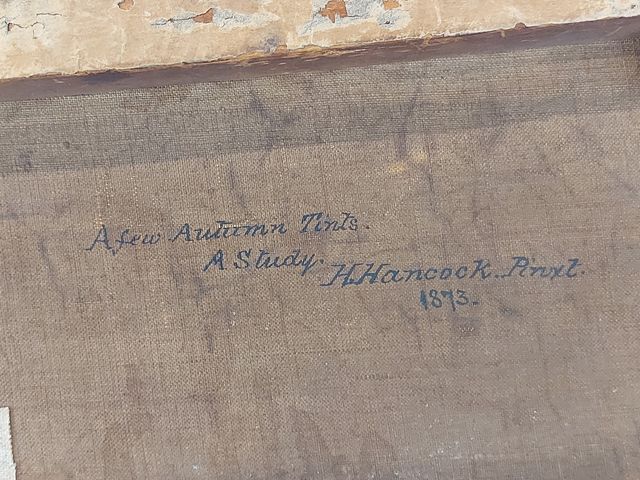 A few Autumn Tints.
A Study.
H.Hancock. Pinxt.
1873.